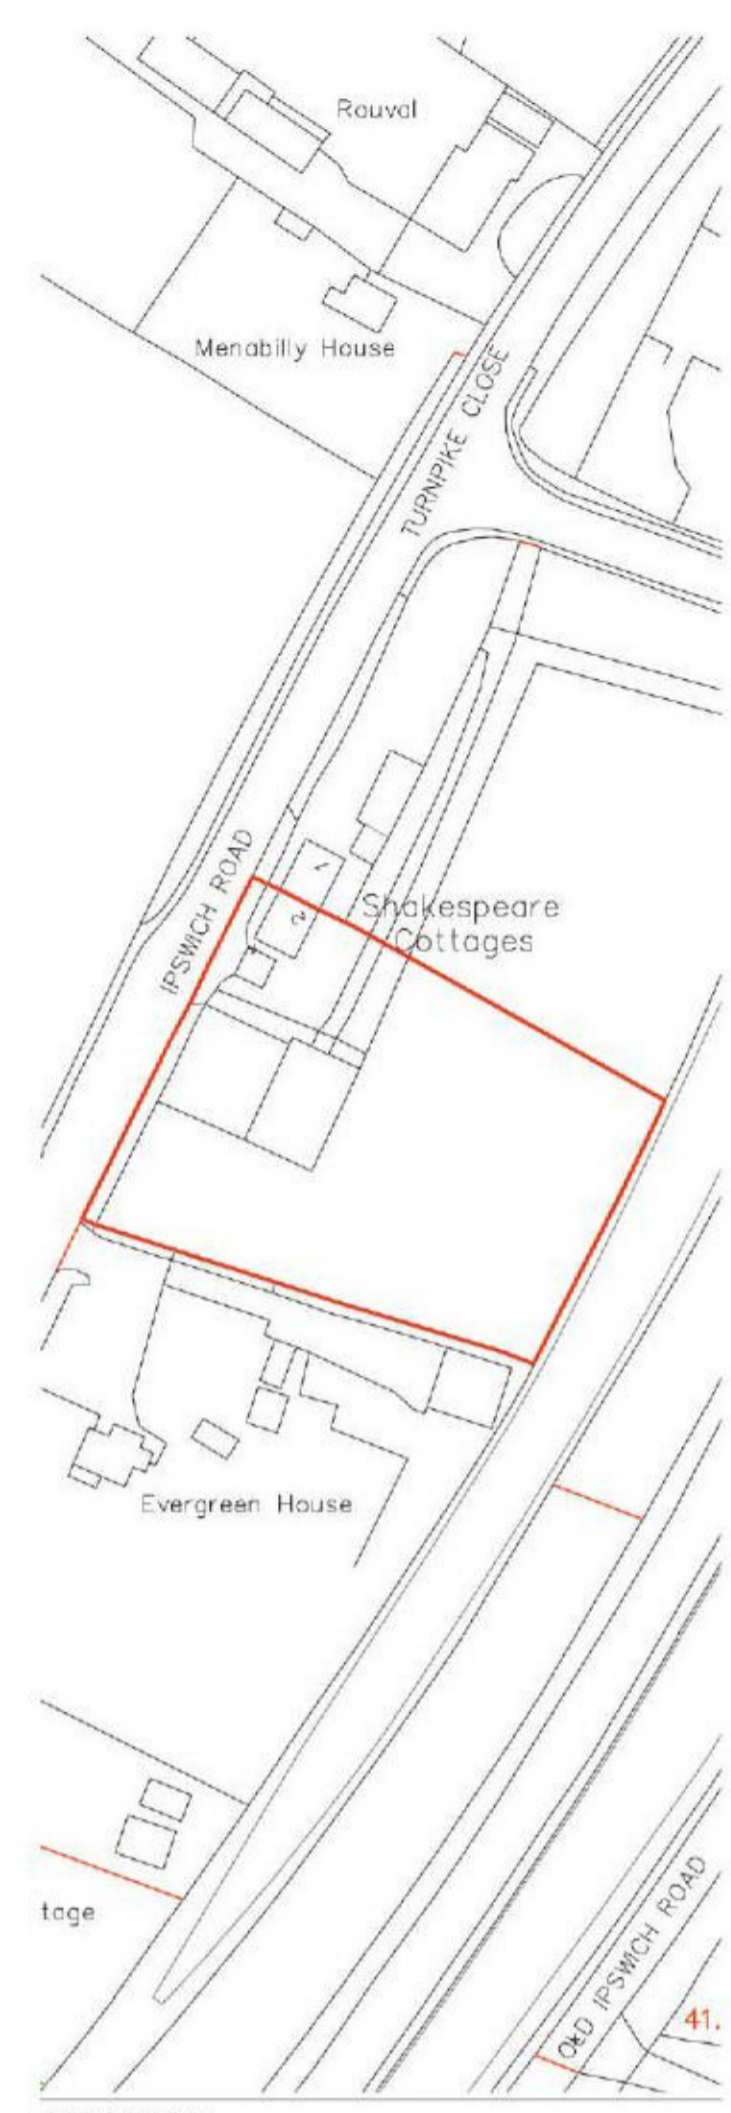 Rouval
Menabilly House
TURNPIKE CLOSE
IPSWICH ROAD
1
2
Shakespeare
Cottages
Evergreen House
tage
OLD IPSWICH ROAD
41.